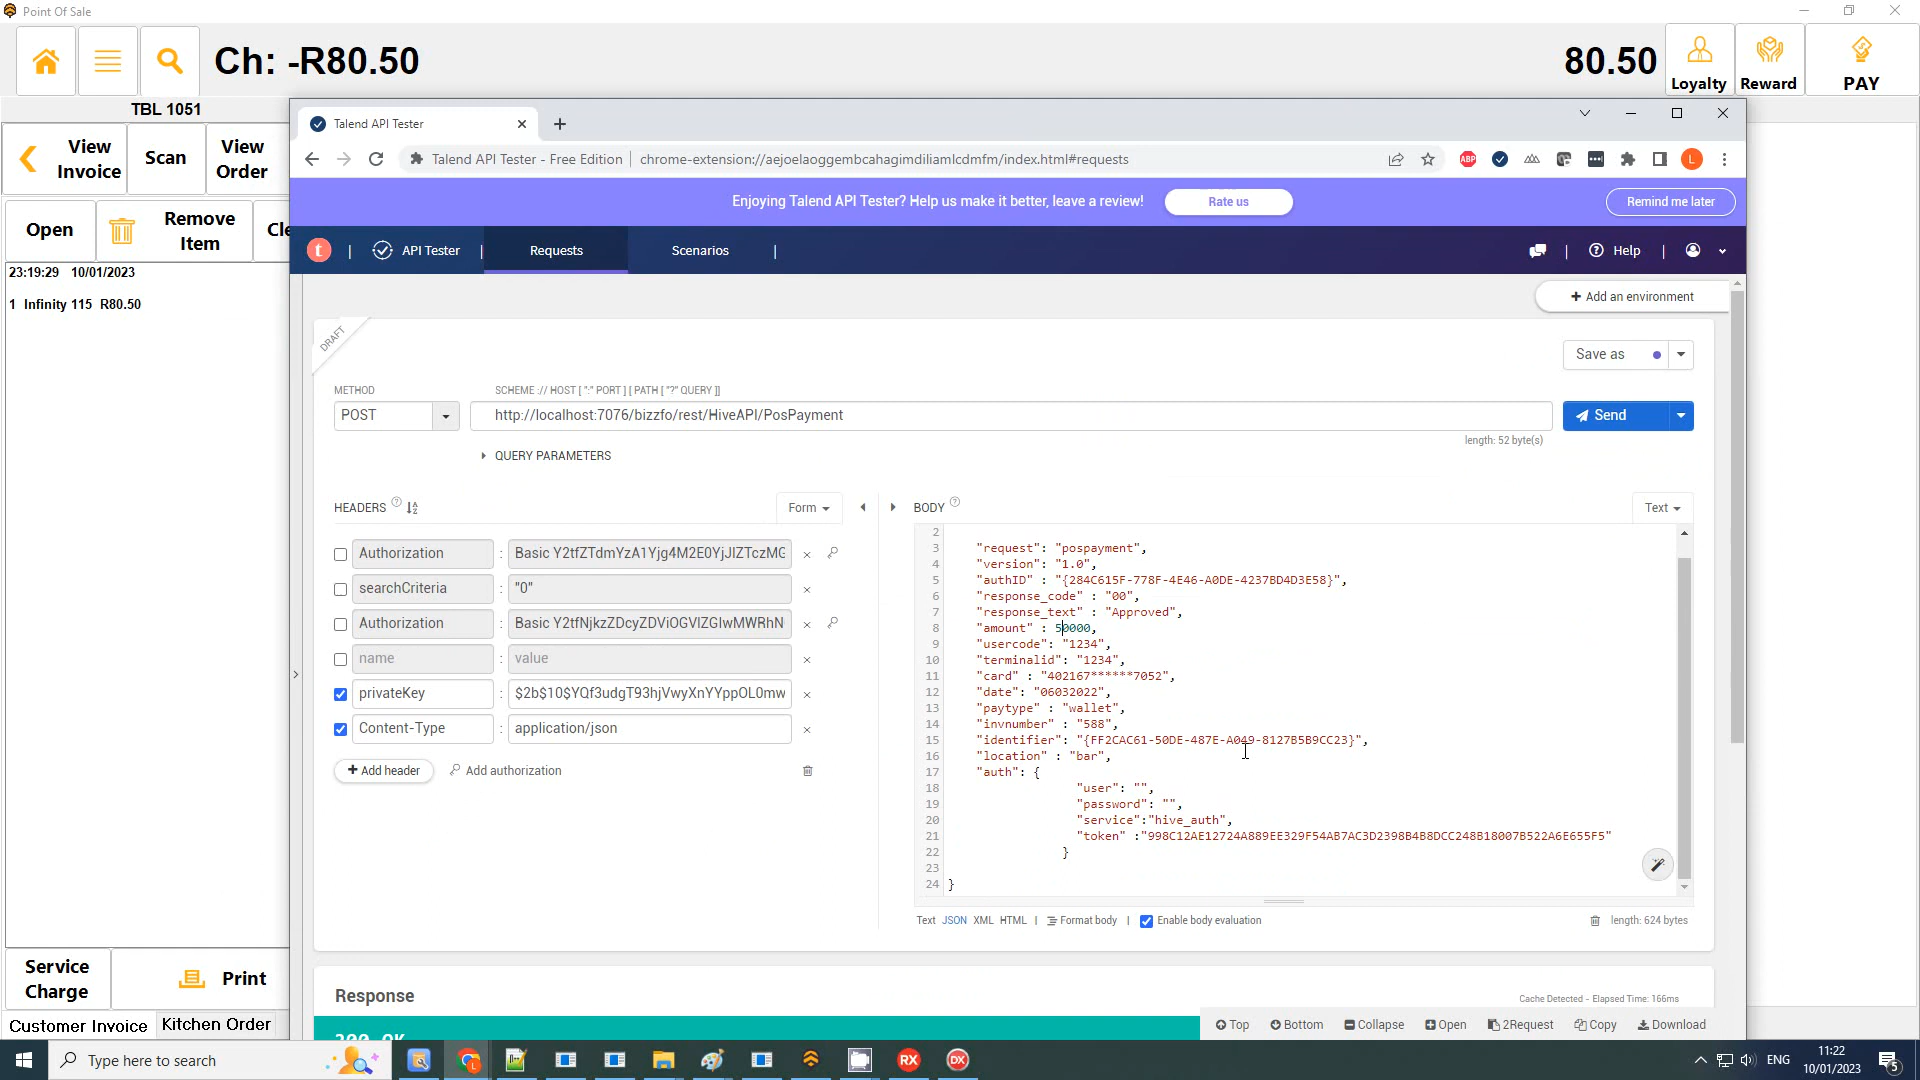 Point Of Sale
Ch: -R80.50
80.50
Loyalty
Reward
PAY
TBL 1051
View Invoice
Scan
View Order
Open
Remove Item
Cle
23:19:29 10/01/2023
1 Infinity 115 R80.50
Service Charge
Print
Customer Invoice
Kitchen Order
Talend API Tester
Talend API Tester - Free Edition
chrome-extension://aejoelaoggembcahagimdiliamlcdmfm/index.html#requests
ABP
L
Enjoying Talend API Tester? Help us make it better, leave a review!
Rate us
Remind me later
t
API Tester
Requests
Scenarios
Help
+ Add an environment
DRAFT
Save as
METHOD
SCHEME :// HOST [ ":" PORT ] [ PATH [ "?" QUERY ]]
POST
http://localhost:7076/bizzfo/rest/HiveAPI/PosPayment
Send
length: 52 byte(s)
QUERY PARAMETERS
HEADERS
Form
Authorization : Basic Y2tfZTdmYzA1Yjg4M2E0YjJlZTczMG
searchCriteria : "0"
Authorization : Basic Y2tfNjkzZDcyZDViOGVlZGIwMWRhN
name : value
privateKey : $2b$10$YQf3udgT93hjVwyXnYYppOL0mw
Content-Type : application/json
+ Add header
Add authorization
BODY
Text
2
3 "request": "pospayment",
4 "version": "1.0",
5 "authID" : "{284C615F-778F-4E46-A0DE-4237BD4D3E58}",
6 "response_code" : "00",
7 "response_text" : "Approved",
8 "amount" : 50000,
9 "usercode": "1234",
10 "terminalid": "1234",
11 "card" : "402167******7052",
12 "date": "06032022",
13 "paytype" : "wallet",
14 "invnumber" : "588",
15 "identifier": "{FF2CAC61-50DE-487E-A049-8127B5B9CC23}",
16 "location" : "bar",
17 "auth": {
18 "user": "",
19 "password": "",
20 "service":"hive_auth",
21 "token" :"998C12AE12724A889EE329F54AB7AC3D2398B4B8DCC248B18007B522A6E655F5"
22 }
23
24 }
Text JSON XML HTML
Format body
Enable body evaluation
length: 624 bytes
Response
Cache Detected - Elapsed Time: 166ms
200 OK
Top
Bottom
Collapse
Open
2Request
Copy
Download
Type here to search
RX
DX
ENG
11:22
10/01/2023
5